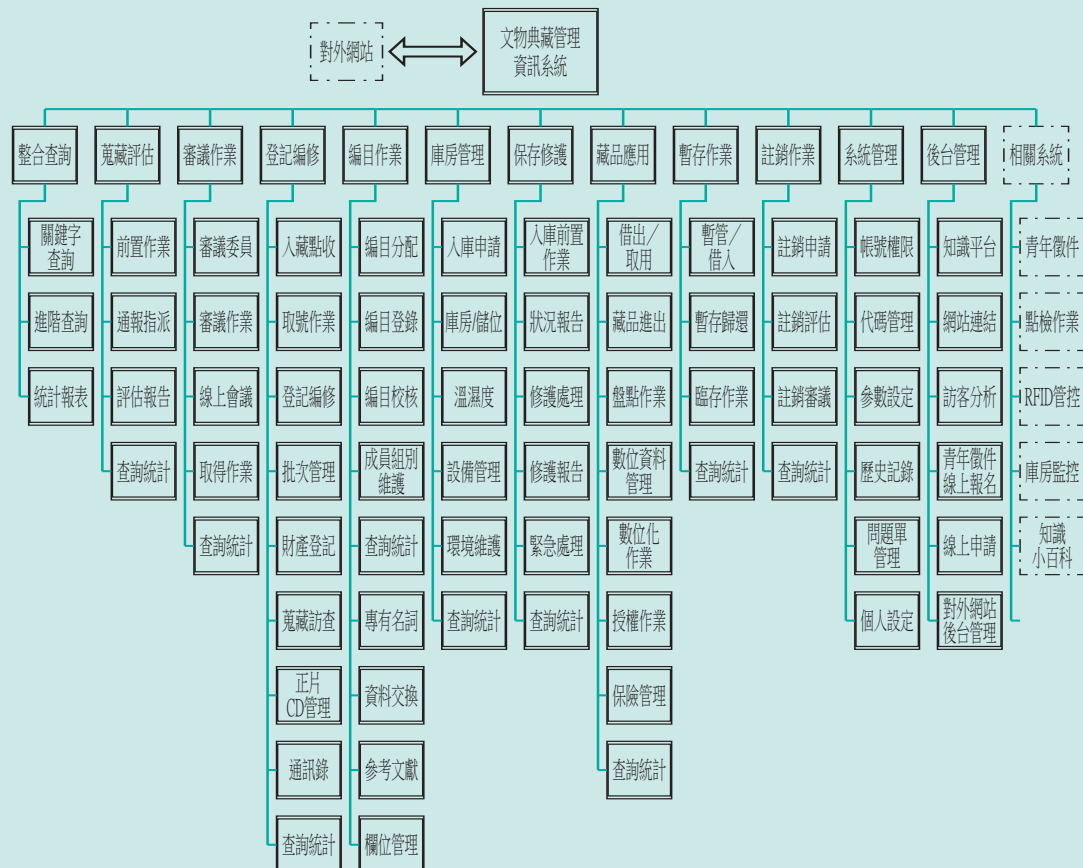 對外網站
文物典藏管理
資訊系統
整合查詢
蒐藏評估
審議作業
登記編修
編目作業
庫房管理
保存修護
藏品應用
暫存作業
註銷作業
系統管理
後台管理
相關系統
關鍵字
查詢
進階查詢
統計報表
前置作業
通報指派
評估報告
查詢統計
審議委員
審議作業
線上會議
取得作業
查詢統計
入藏點收
取號作業
登記編修
批次管理
財產登記
蒐藏訪查
正片
CD管理
通訊錄
查詢統計
編目分配
編目登錄
編目校核
成員組別
維護
查詢統計
專有名詞
資料交換
參考文獻
欄位管理
入庫申請
庫房/儲位
溫濕度
設備管理
環境維護
查詢統計
入庫前置
作業
狀況報告
修護處理
修護報告
緊急處理
查詢統計
借出／
取用
藏品進出
盤點作業
數位資料
管理
數位化
作業
授權作業
保險管理
查詢統計
暫管／
借入
暫存歸還
臨存作業
查詢統計
註銷申請
註銷評估
註銷審議
查詢統計
帳號權限
代碼管理
參數設定
歷史記錄
問題單
管理
個人設定
知識平台
網站連結
訪客分析
青年徵件
線上報名
線上申請
對外網站
後台管理
青年徵件
點檢作業
RFID管控
庫房監控
知識
小百科